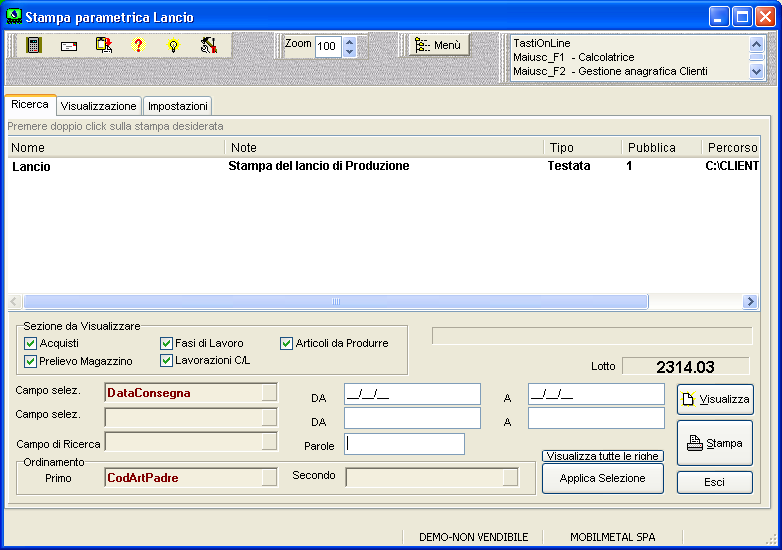 Stampa parametrica Lancio
Zoom 100 Menù
TastiOnLine
Maiusc_F1 - Calcolatrice
Maiusc_F2 - Gestione anagrafica Clienti
Ricerca Visualizzazione Impostazioni
Premere doppio click sulla stampa desiderata
Nome Note Tipo Pubblica Percorso
Lancio Stampa del lancio di Produzione Testata 1 C:\CLIENT
Sezione da Visualizzare
Acquisti Fasi di Lavoro Articoli da Produrre
Prelievo Magazzino Lavorazioni C/L
Lotto 2314.03
Campo selez. DataConsegna DA __/__/__ A __/__/__ Visualizza
Campo selez. DA A
Campo di Ricerca Parole Stampa
Visualizza tutte le righe
Ordinamento
Primo CodArtPadre Secondo Applica Selezione Esci
DEMO-NON VENDIBILE MOBILMETAL SPA